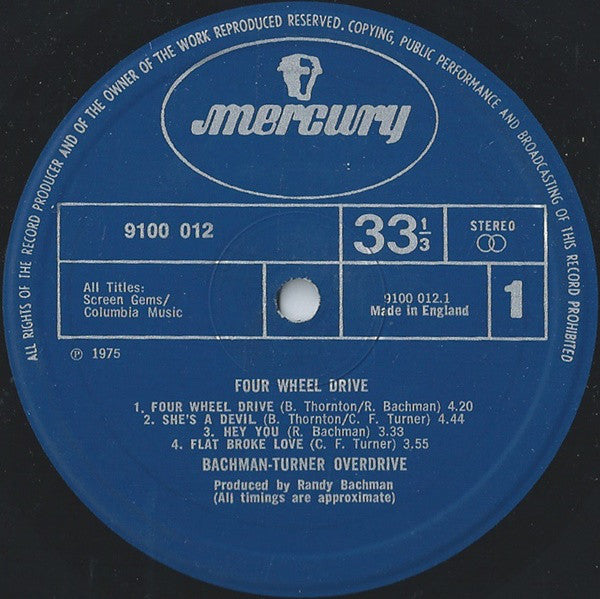 ALL RIGHTS OF THE RECORD PRODUCER AND OF THE OWNER OF THE WORK REPRODUCED RESERVED. COPYING, PUBLIC PERFORMANCE AND BROADCASTING OF THIS RECORD PROHIBITED
mercury
9100 012
33 1/3
STEREO
All Titles:
Screen Gems/
Columbia Music
9100 012.1
Made in England
1
℗ 1975
FOUR WHEEL DRIVE
1. FOUR WHEEL DRIVE (B. Thornton/R. Bachman) 4.20
2. SHE'S A DEVIL (B. Thornton/C. F. Turner) 4.44
3. HEY YOU (R. Bachman) 3.33
4. FLAT BROKE LOVE (C. F. Turner) 3.55
BACHMAN-TURNER OVERDRIVE
Produced by Randy Bachman
(All timings are approximate)